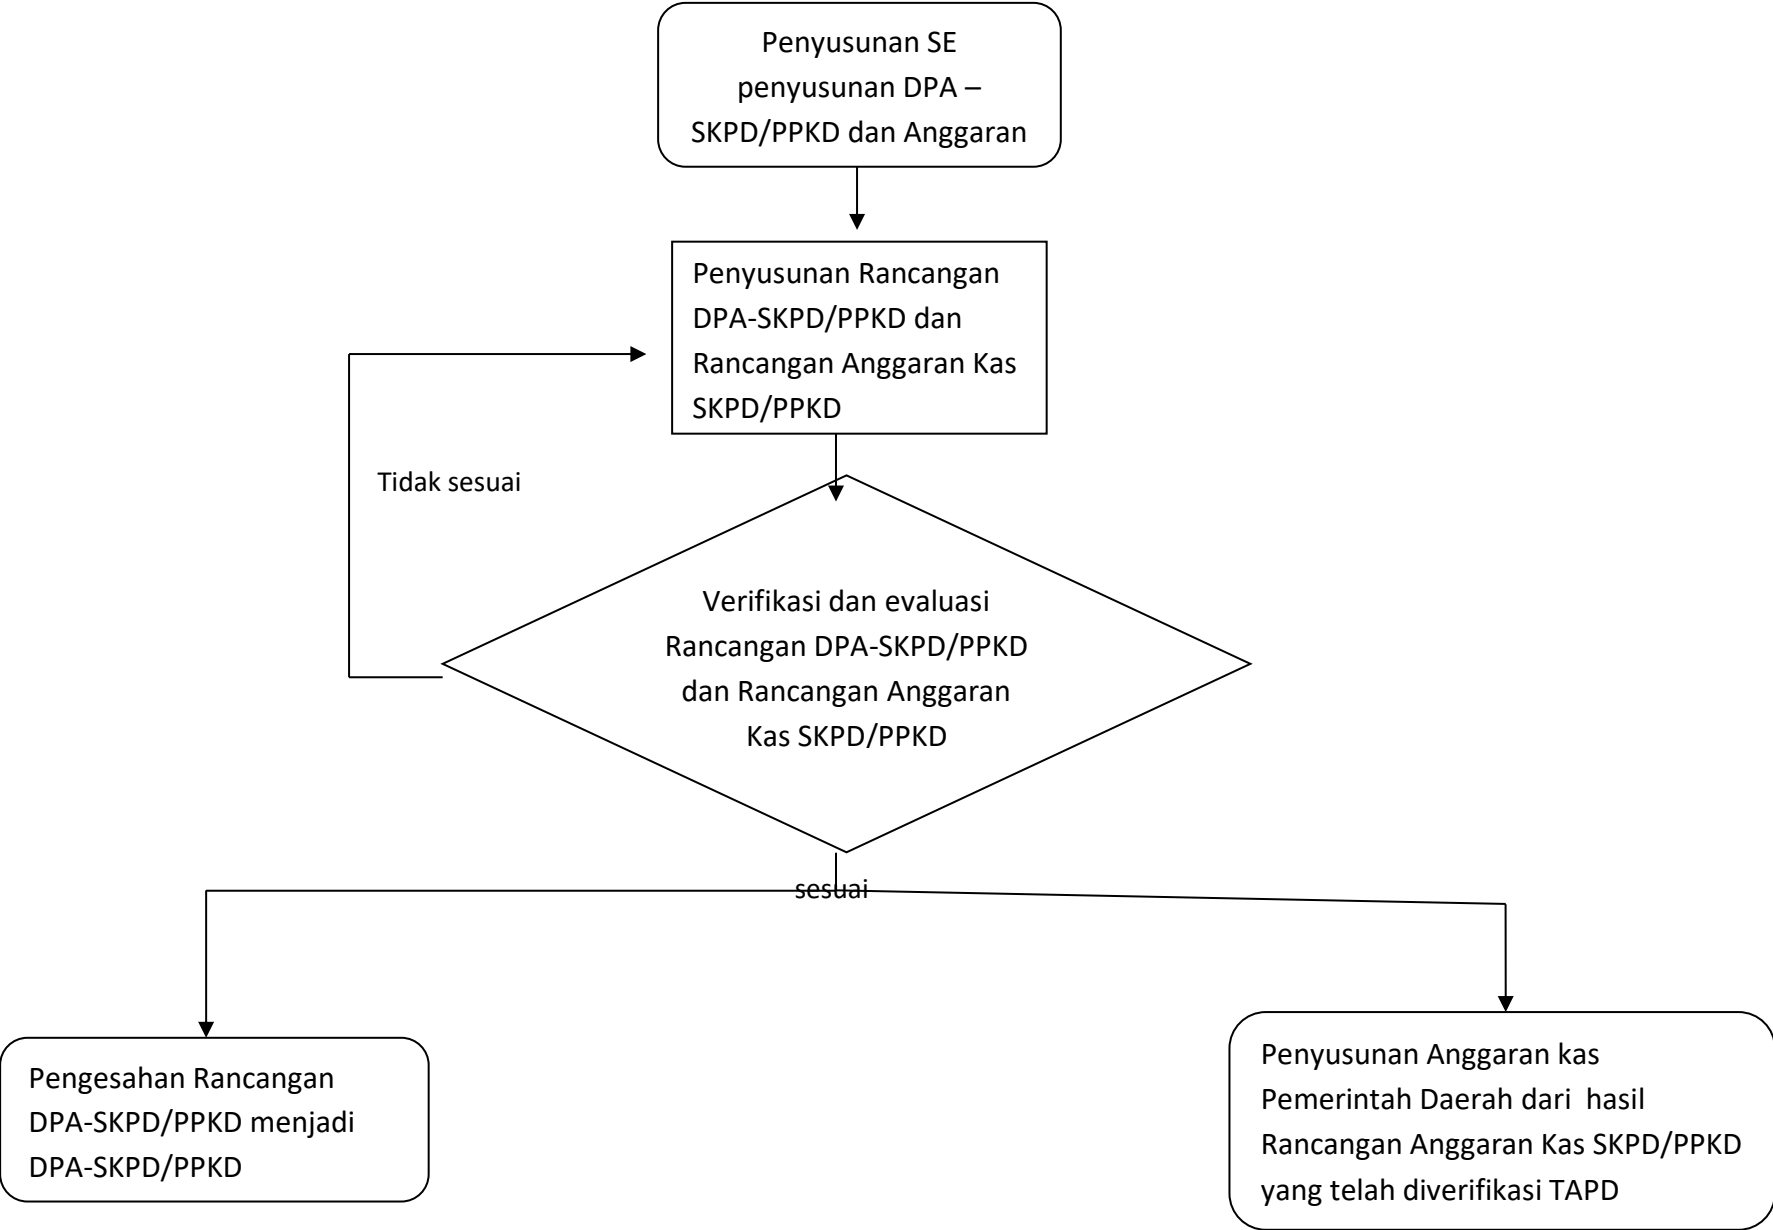 Penyusunan SE
penyusunan DPA –
SKPD/PPKD dan Anggaran
Penyusunan Rancangan
DPA-SKPD/PPKD dan
Rancangan Anggaran Kas
SKPD/PPKD
Tidak sesuai
Verifikasi dan evaluasi
Rancangan DPA-SKPD/PPKD
dan Rancangan Anggaran
Kas SKPD/PPKD
sesuai
Pengesahan Rancangan
DPA-SKPD/PPKD menjadi
DPA-SKPD/PPKD
Penyusunan Anggaran kas
Pemerintah Daerah dari  hasil
Rancangan Anggaran Kas SKPD/PPKD
yang telah diverifikasi TAPD